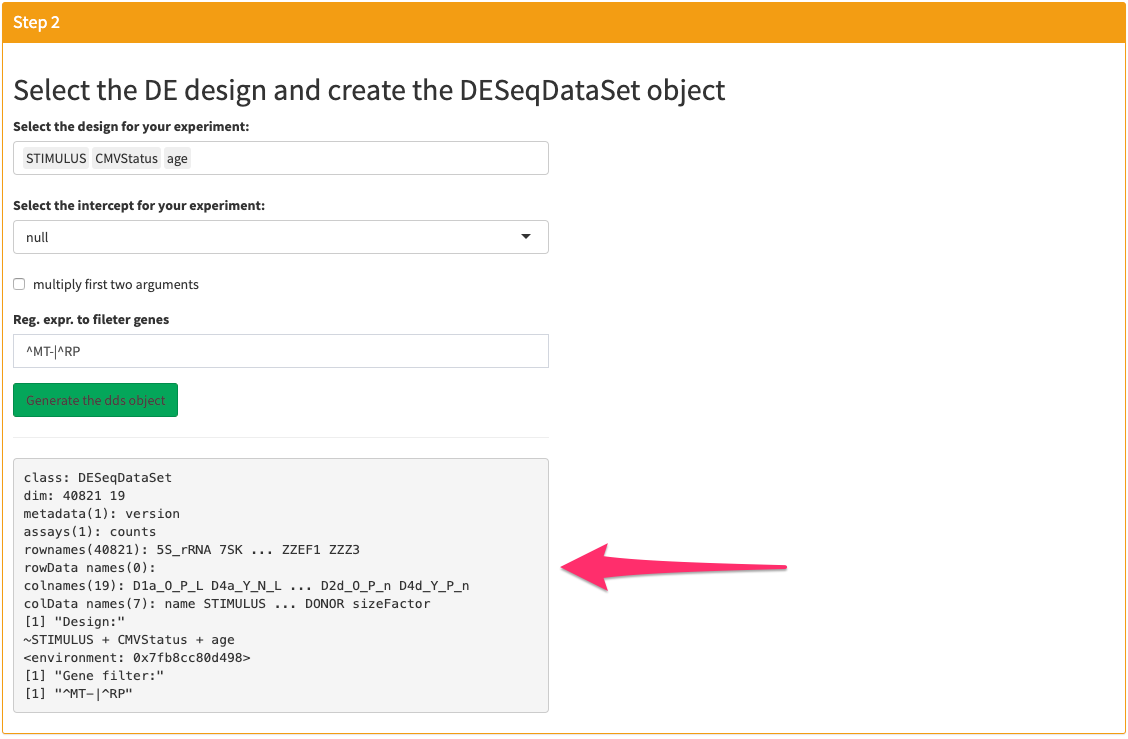 Step 2
Select the DE design and create the DESeqDataSet object
Select the design for your experiment:
STIMULUS CMVStatus age
Select the intercept for your experiment:
null
multiply first two arguments
Reg. expr. to fileter genes
^MT-|^RP
Generate the dds object
class: DESeqDataSet
dim: 40821 19
metadata(1): version
assays(1): counts
rownames(40821): 5S_rRNA 7SK ... ZZEF1 ZZZ3
rowData names(0):
colnames(19): D1a_O_P_L D4a_Y_N_L ... D2d_O_P_n D4d_Y_P_n
colData names(7): name STIMULUS ... DONOR sizeFactor
[1] "Design:"
~STIMULUS + CMVStatus + age
<environment: 0x7fb8cc80d498>
[1] "Gene filter:"
[1] "^MT-|^RP"